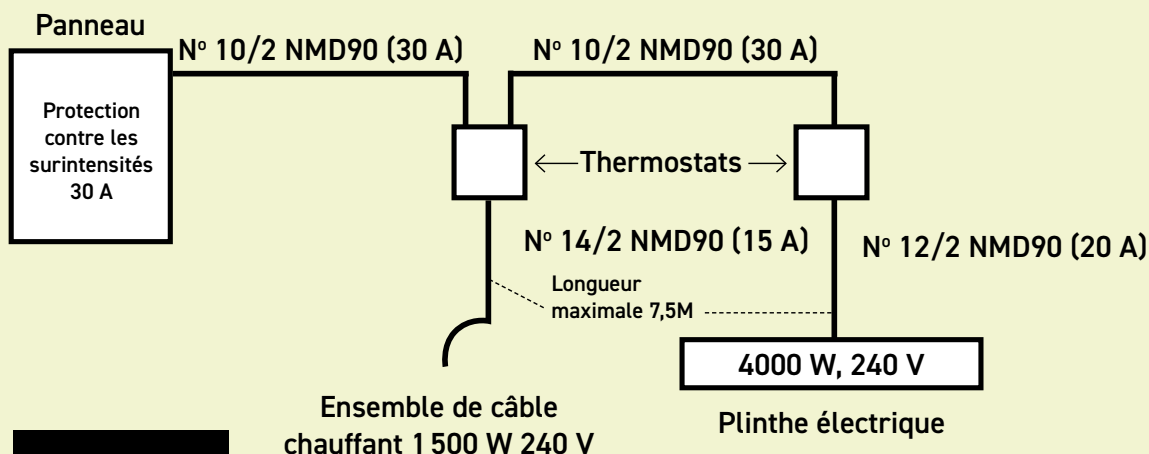 Panneau
Nº 10/2 NMD90 (30 A)
Nº 10/2 NMD90 (30 A)
Protection
contre les
surintensités
30 A
Thermostats
Nº 14/2 NMD90 (15 A)
Nº 12/2 NMD90 (20 A)
Longueur
maximale 7,5M
4000 W, 240 V
Plinthe électrique
Ensemble de câble
chauffant 1 500 W 240 V